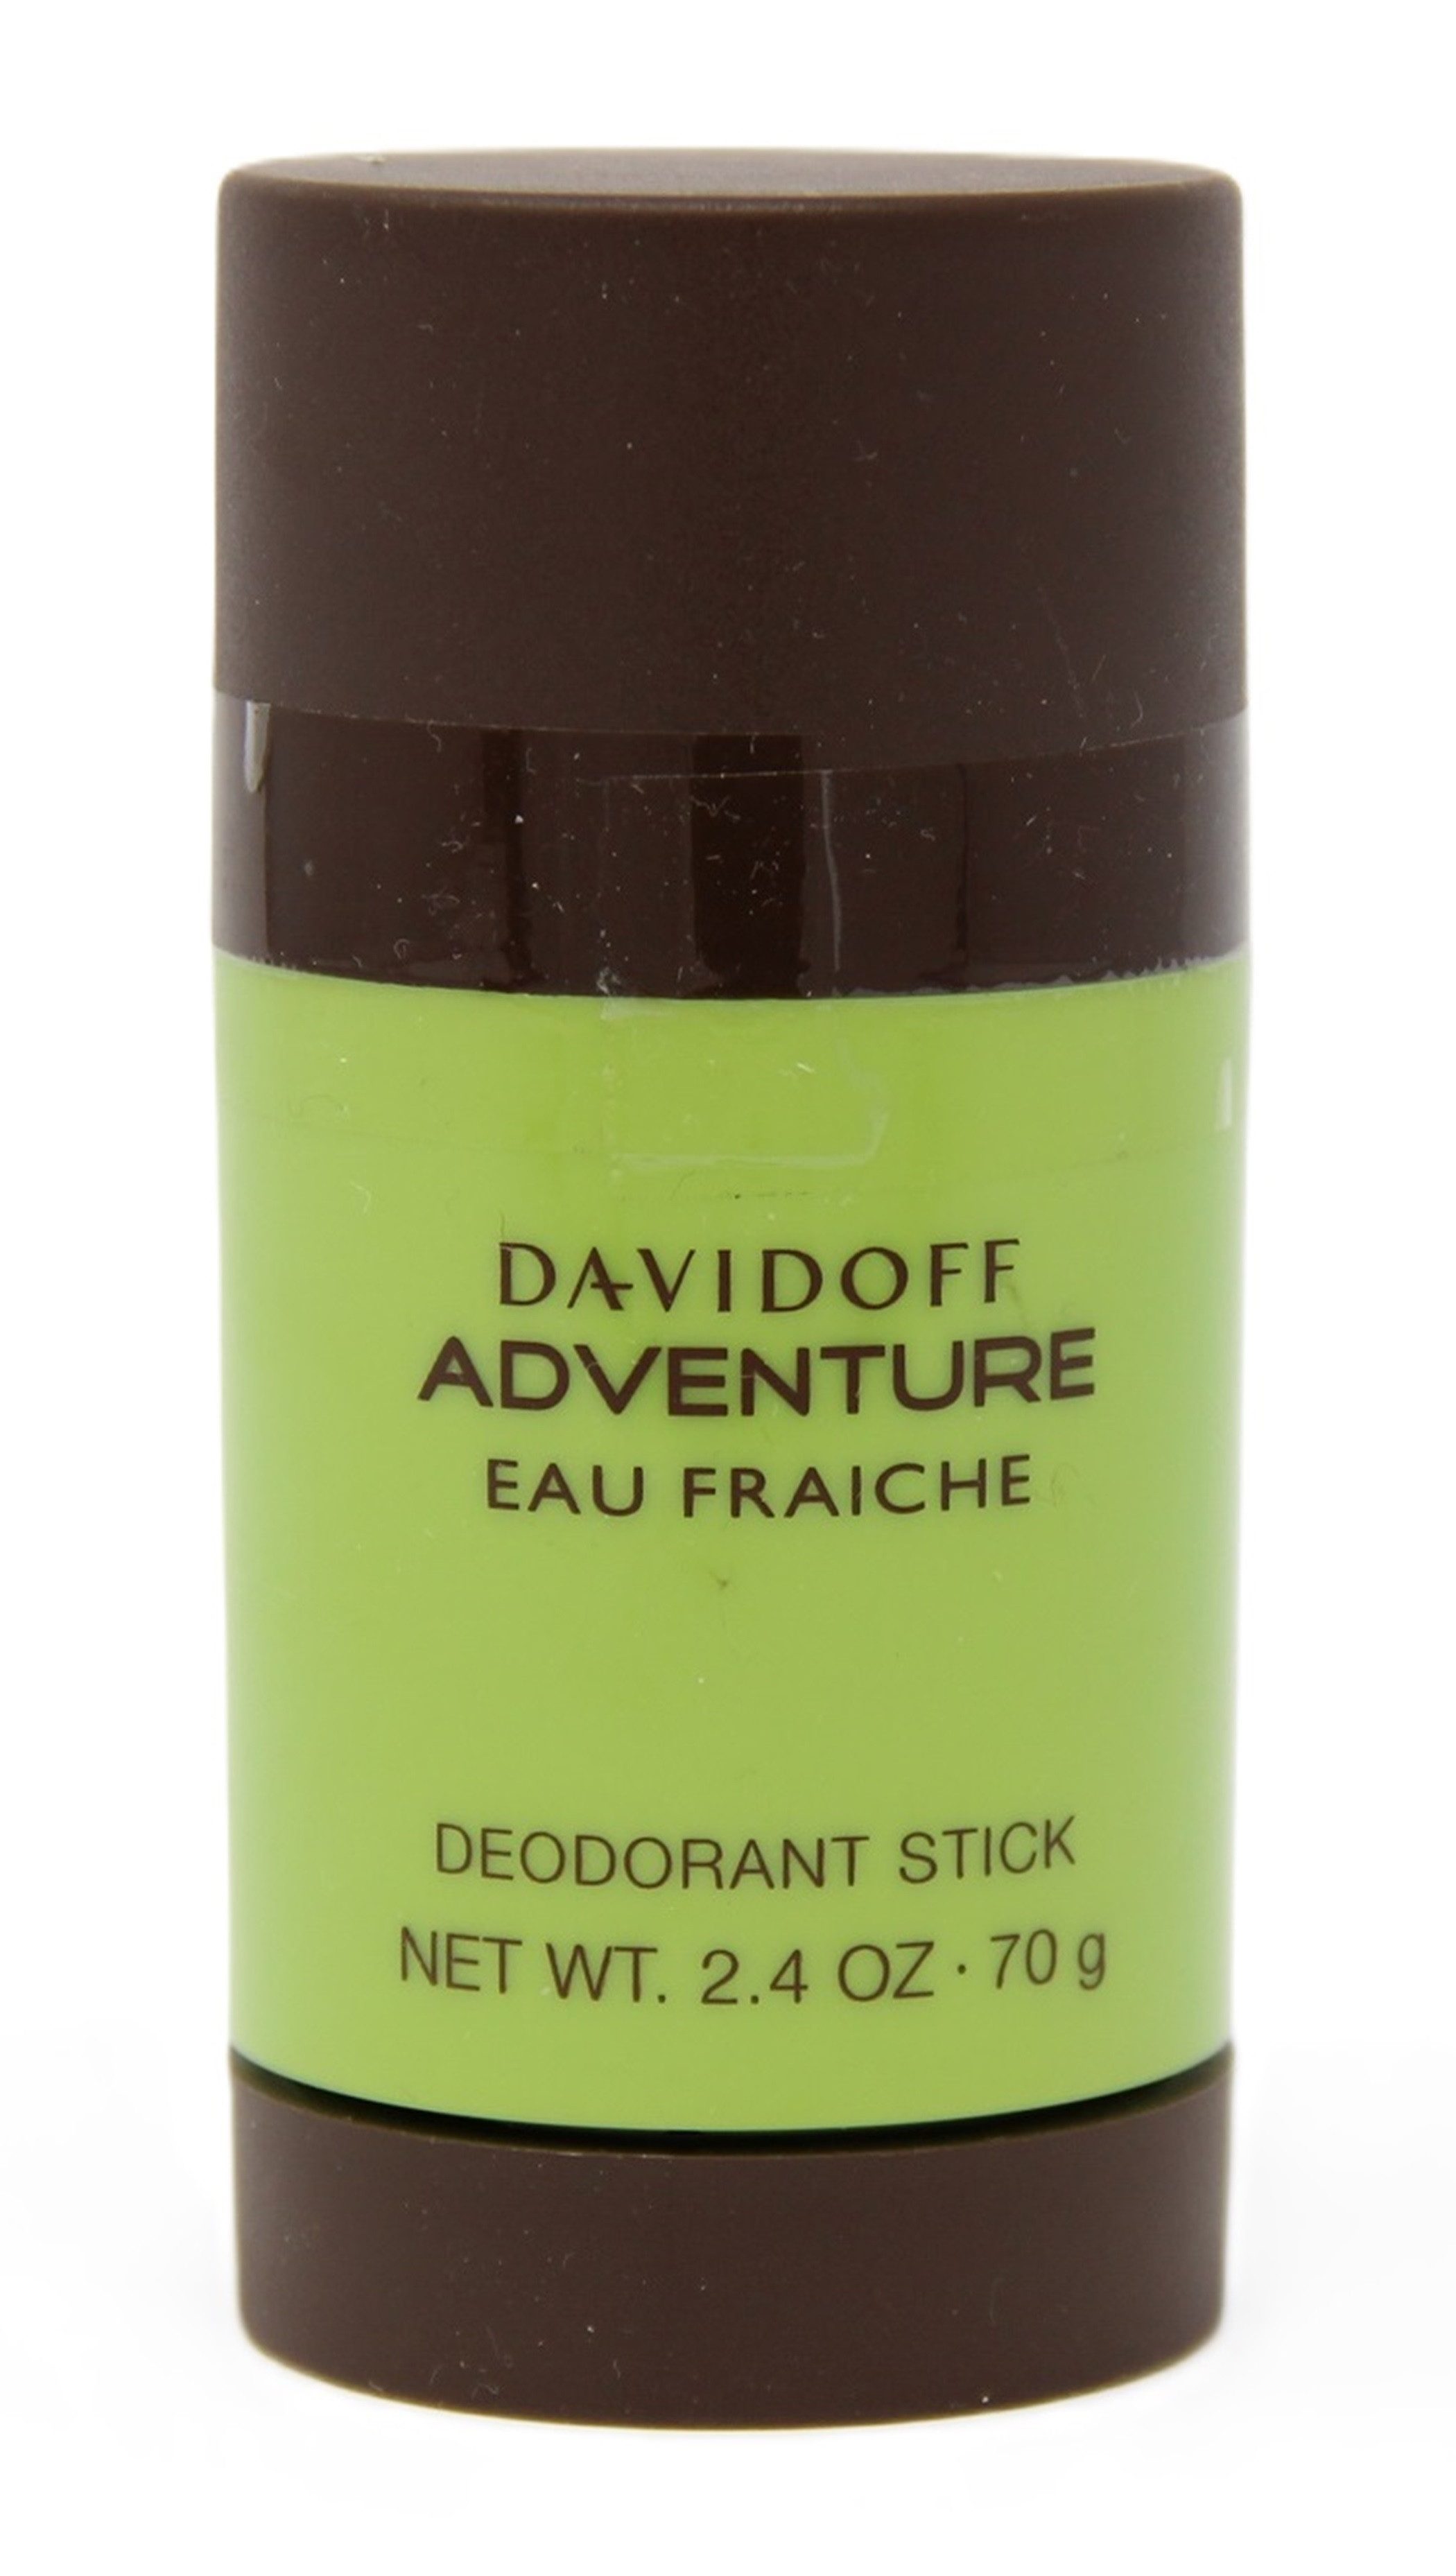 DAVIDOFF
ADVENTURE
EAU FRAICHE
DEODORANT STICK
NET WT. 2.4 OZ · 70 g